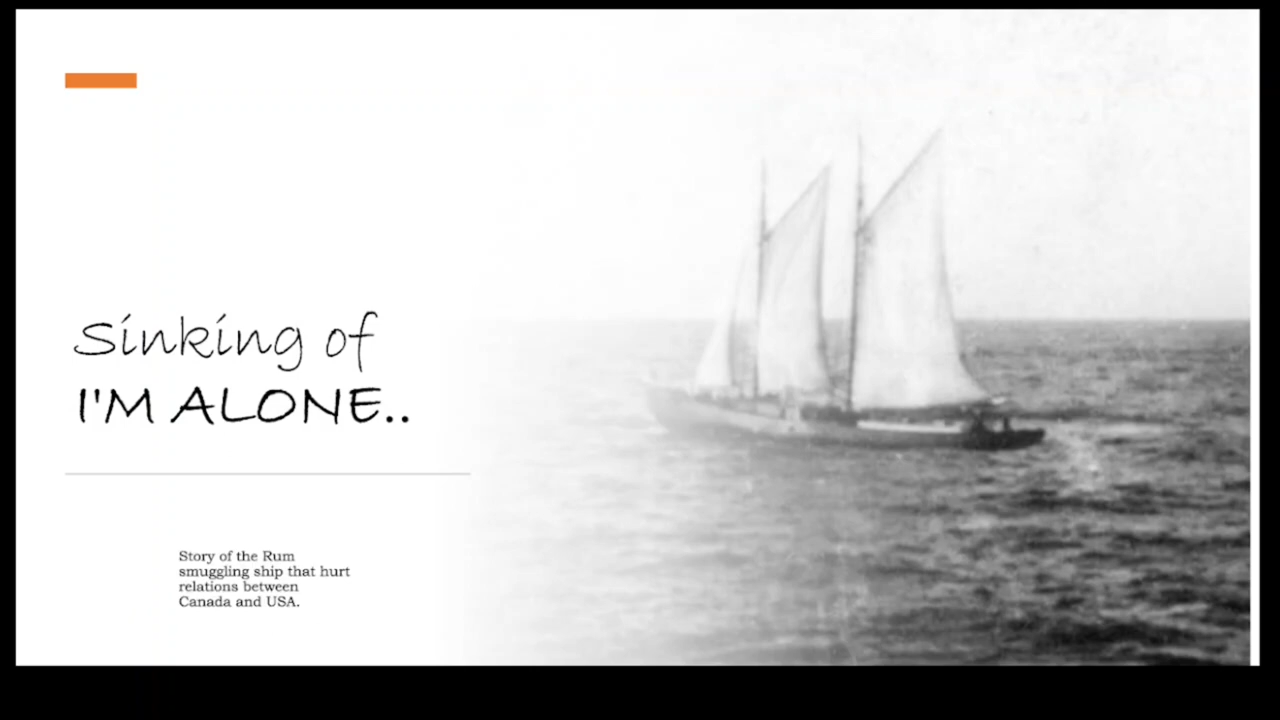 Sinking of
I'M ALONE..
Story of the Rum
smuggling ship that hurt
relations between
Canada and USA.